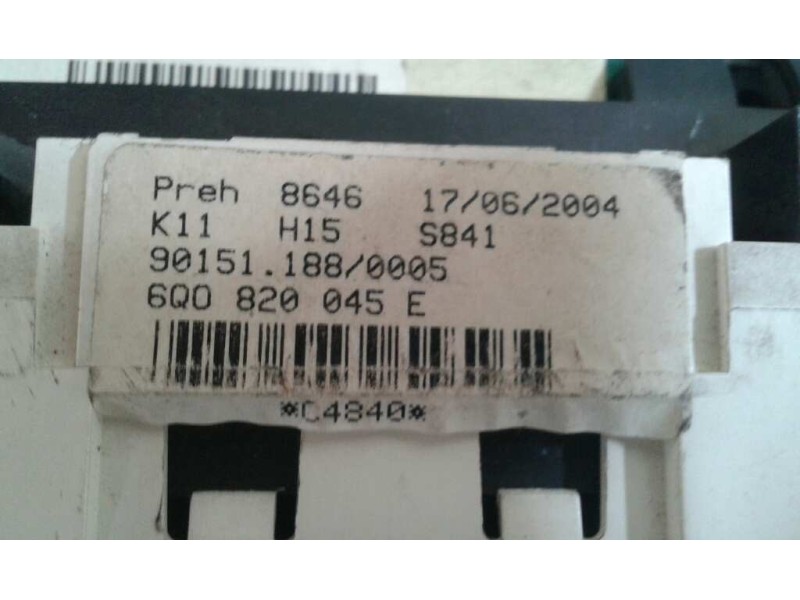 Preh 8646 17/06/2004
K11 H15 S841
90151.188/0005
6Q0 820 045 E
*C4840*